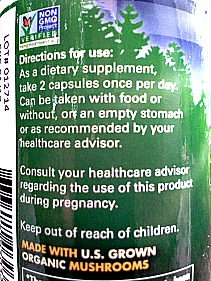 NON
GMO
Project
VERIFIED
LOT# 012714
Directions for use:
As a dietary supplement,
take 2 capsules once per day.
Can be taken with food or
without, or an empty stomach
or as recommended by your
healthcare advisor.
Consult your healthcare advisor
regarding the use of this product
during pregnancy.
Keep out of reach of children.
MADE WITH U.S. GROWN
ORGANIC MUSHROOMS